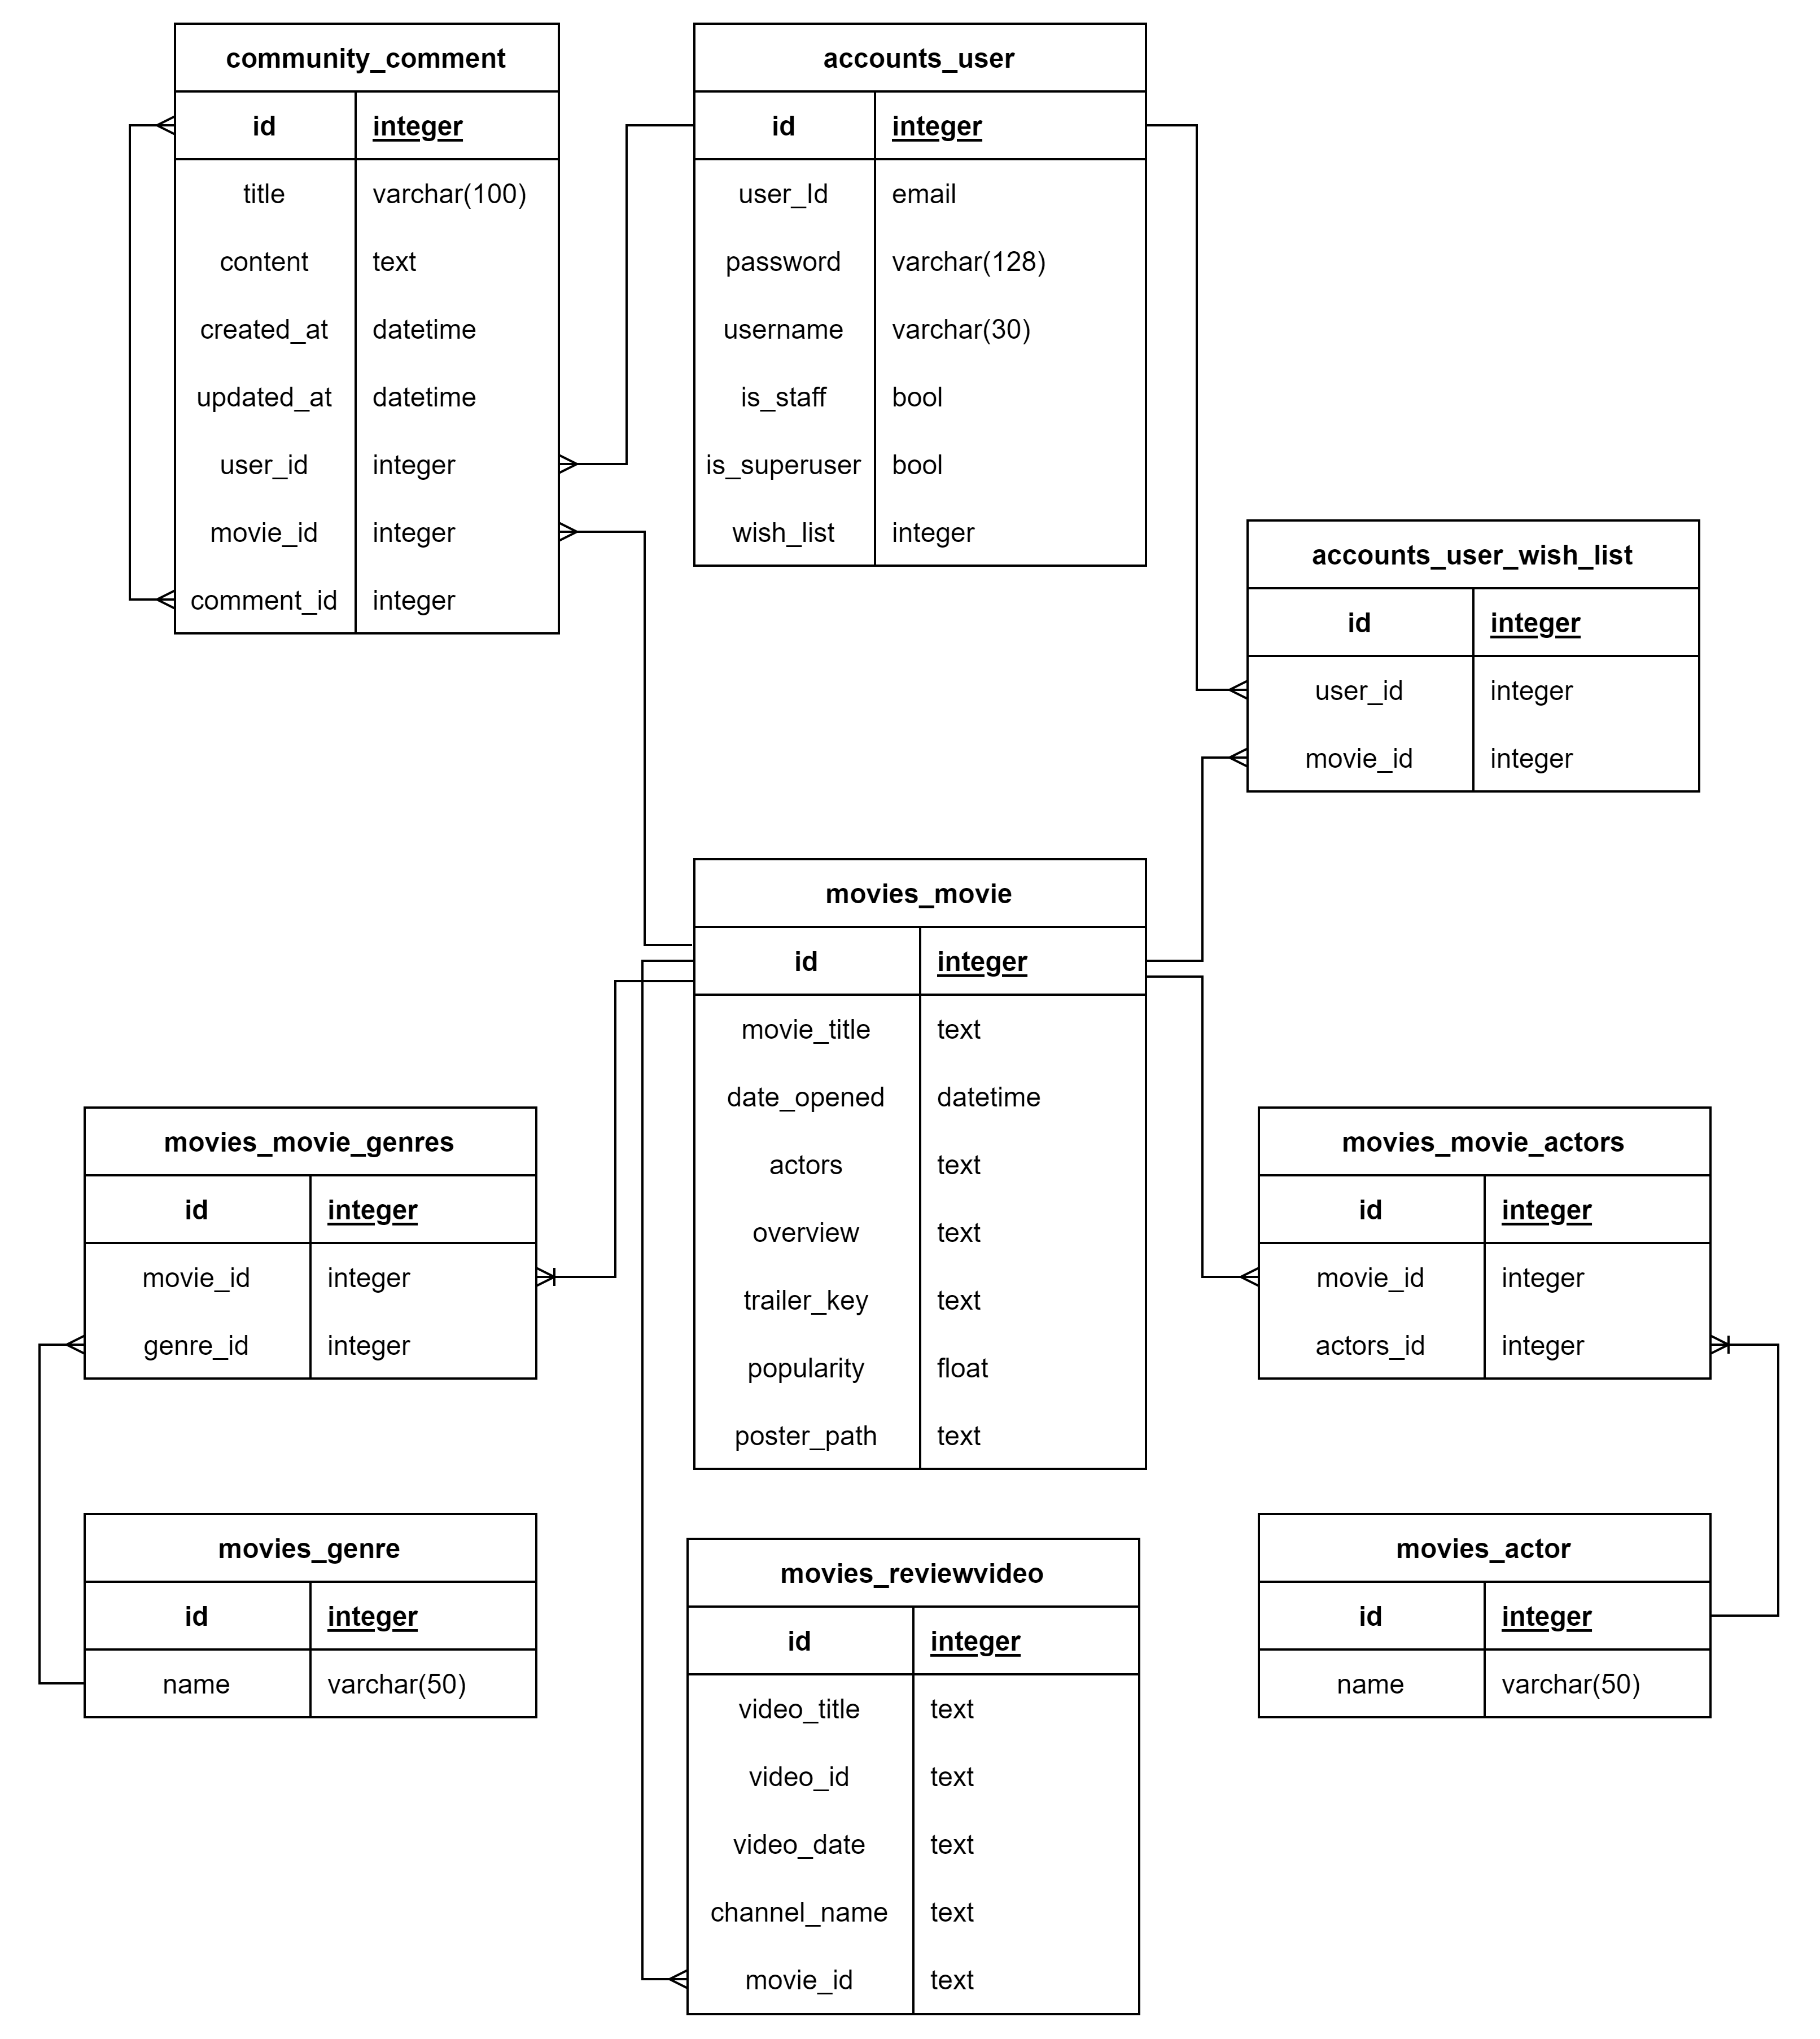 community_comment
id integer
title varchar(100)
content text
created_at datetime
updated_at datetime
user_id integer
movie_id integer
comment_id integer
accounts_user
id integer
user_Id email
password varchar(128)
username varchar(30)
is_staff bool
is_superuser bool
wish_list integer
accounts_user_wish_list
id integer
user_id integer
movie_id integer
movies_movie
id integer
movie_title text
date_opened datetime
actors text
overview text
trailer_key text
popularity float
poster_path text
movies_movie_genres
id integer
movie_id integer
genre_id integer
movies_movie_actors
id integer
movie_id integer
actors_id integer
movies_genre
id integer
name varchar(50)
movies_reviewvideo
id integer
video_title text
video_id text
video_date text
channel_name text
movie_id text
movies_actor
id integer
name varchar(50)